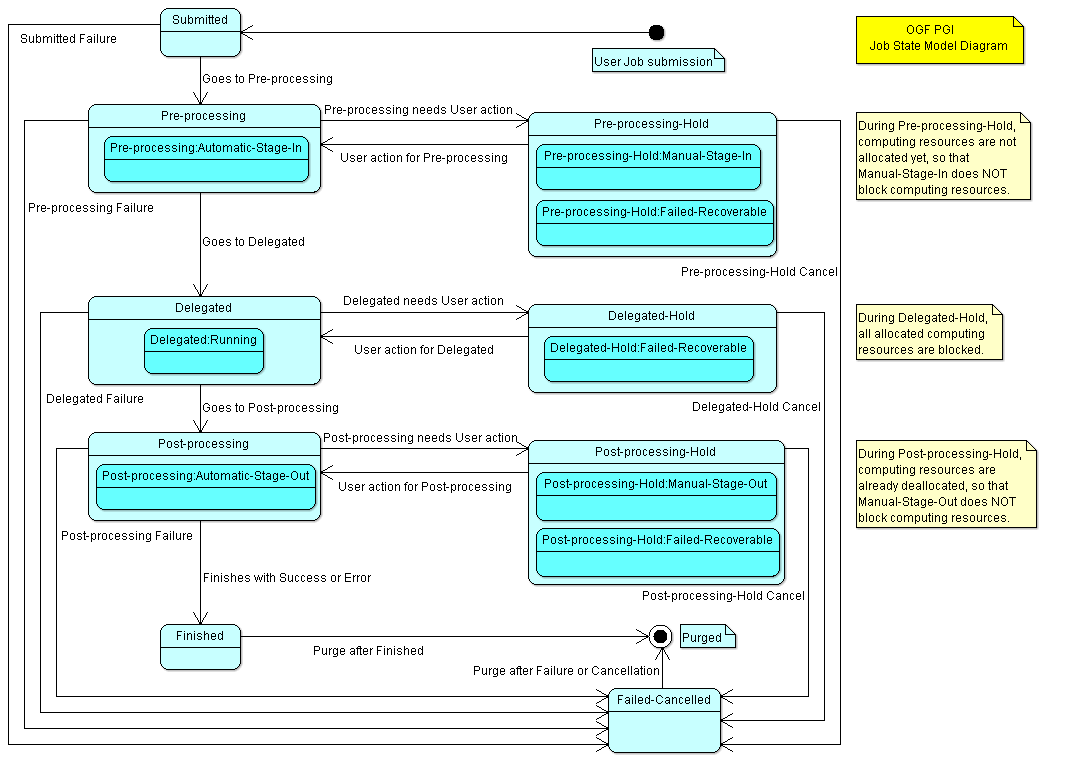 Submitted
Submitted Failure
User Job submission
OGF PGI
Job State Model Diagram
Goes to Pre-processing
Pre-processing
Pre-processing needs User action
Pre-processing:Automatic-Stage-In
User action for Pre-processing
Pre-processing Failure
Pre-processing-Hold
Pre-processing-Hold:Manual-Stage-In
Pre-processing-Hold:Failed-Recoverable
Pre-processing-Hold Cancel
During Pre-processing-Hold,
computing resources are not
allocated yet, so that
Manual-Stage-In does NOT
block computing resources.
Goes to Delegated
Delegated
Delegated needs User action
Delegated:Running
User action for Delegated
Delegated Failure
Delegated-Hold
Delegated-Hold:Failed-Recoverable
Delegated-Hold Cancel
During Delegated-Hold,
all allocated computing
resources are blocked.
Goes to Post-processing
Post-processing
Post-processing needs User action
Post-processing:Automatic-Stage-Out
User action for Post-processing
Post-processing Failure
Post-processing-Hold
Post-processing-Hold:Manual-Stage-Out
Post-processing-Hold:Failed-Recoverable
Post-processing-Hold Cancel
During Post-processing-Hold,
computing resources are
already deallocated, so that
Manual-Stage-Out does NOT
block computing resources.
Finishes with Success or Error
Finished
Purge after Finished
Purged
Purge after Failure or Cancellation
Failed-Cancelled